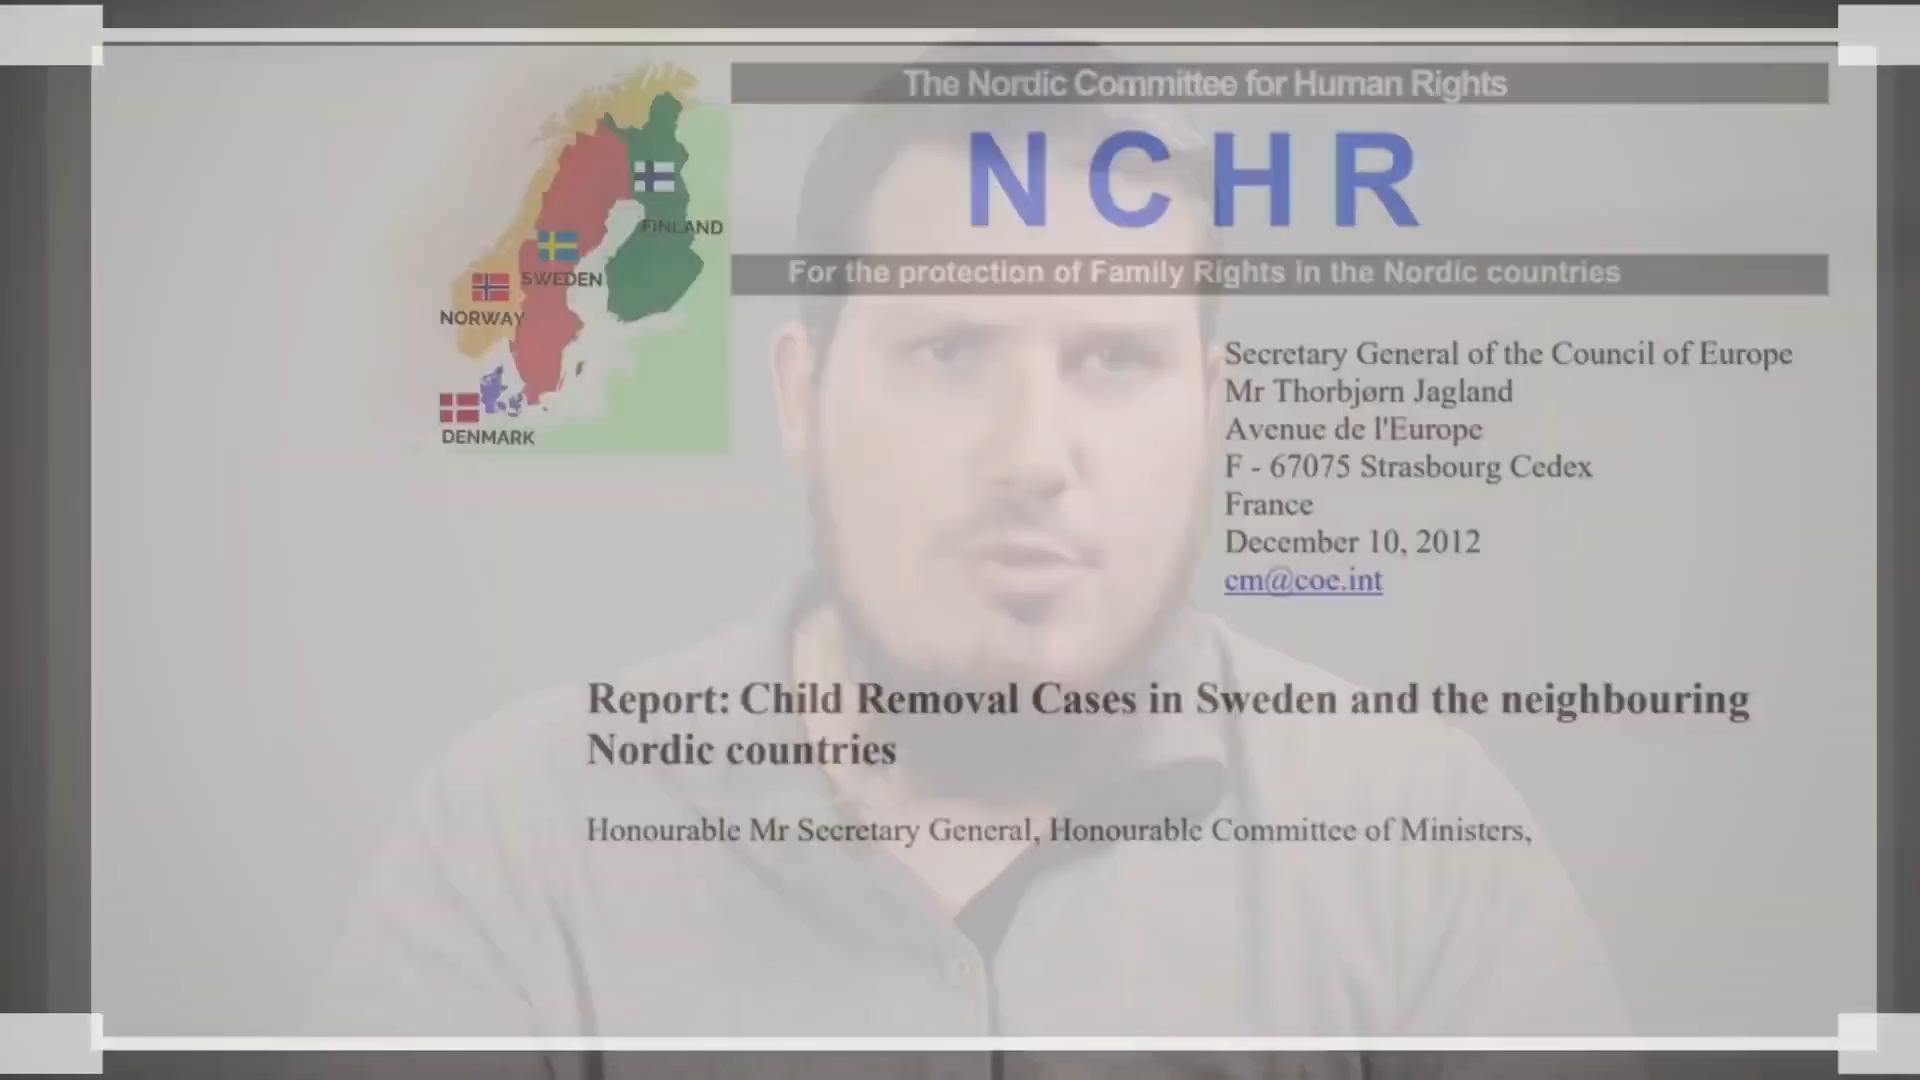 The Nordic Committee for Human Rights
NCHR
For the protection of Family Rights in the Nordic countries
FINLAND
SWEDEN
NORWAY
DENMARK
Secretary General of the Council of Europe
Mr Thorbjørn Jagland
Avenue de l'Europe
F - 67075 Strasbourg Cedex
France
December 10, 2012
cm@coe.int
Report: Child Removal Cases in Sweden and the neighbouring
Nordic countries
Honourable Mr Secretary General, Honourable Committee of Ministers,